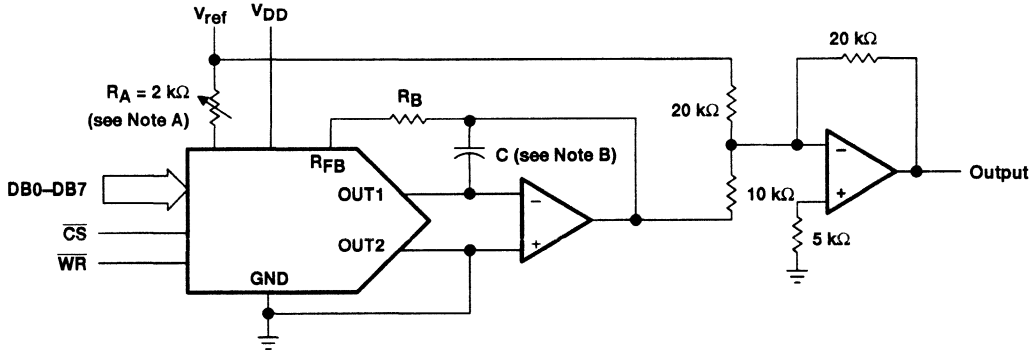 Vref
VDD
20 kΩ
RA = 2 kΩ
(see Note A)
RB
20 kΩ
RFB
C (see Note B)
DB0–DB7
OUT1
–
–
Output
+
10 kΩ
CS
OUT2
+
5 kΩ
WR
GND